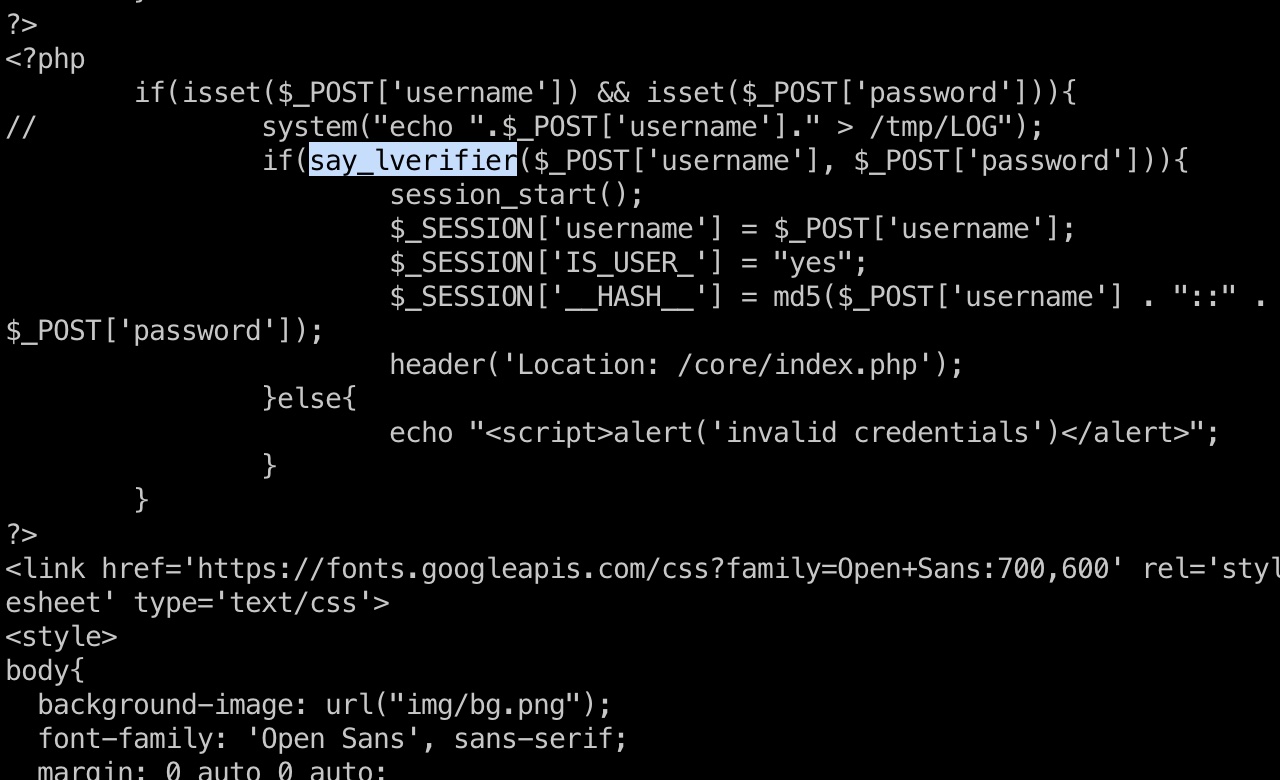 ?>
<?php
        if(isset($_POST['username']) && isset($_POST['password'])){
//              system("echo ".$_POST['username']." > /tmp/LOG");
                if(say_lverifier($_POST['username'], $_POST['password'])){
                        session_start();
                        $_SESSION['username'] = $_POST['username'];
                        $_SESSION['IS_USER_'] = "yes";
                        $_SESSION['__HASH__'] = md5($_POST['username'] . "::" .
$_POST['password']);
                        header('Location: /core/index.php');
                }else{
                        echo "<script>alert('invalid credentials')</alert>";
                }
        }
?>
<link href='https://fonts.googleapis.com/css?family=Open+Sans:700,600' rel='styl
esheet' type='text/css'>
<style>
body{
  background-image: url("img/bg.png");
  font-family: 'Open Sans', sans-serif;
  margin: 0 auto 0 auto;